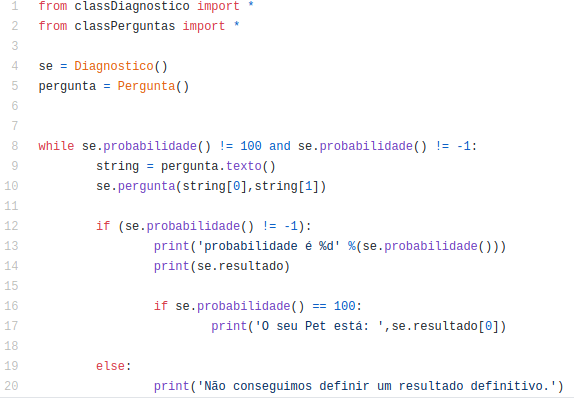 1 from classDiagnostico import *
2 from classPerguntas import *
3
4 se = Diagnostico()
5 pergunta = Pergunta()
6
7
8 while se.probabilidade() != 100 and se.probabilidade() != -1:
9         string = pergunta.texto()
10         se.pergunta(string[0],string[1])
11
12         if (se.probabilidade() != -1):
13                 print('probabilidade é %d' %(se.probabilidade()))
14                 print(se.resultado)
15
16                 if se.probabilidade() == 100:
17                         print('O seu Pet está: ',se.resultado[0])
18
19         else:
20                 print('Não conseguimos definir um resultado definitivo.')